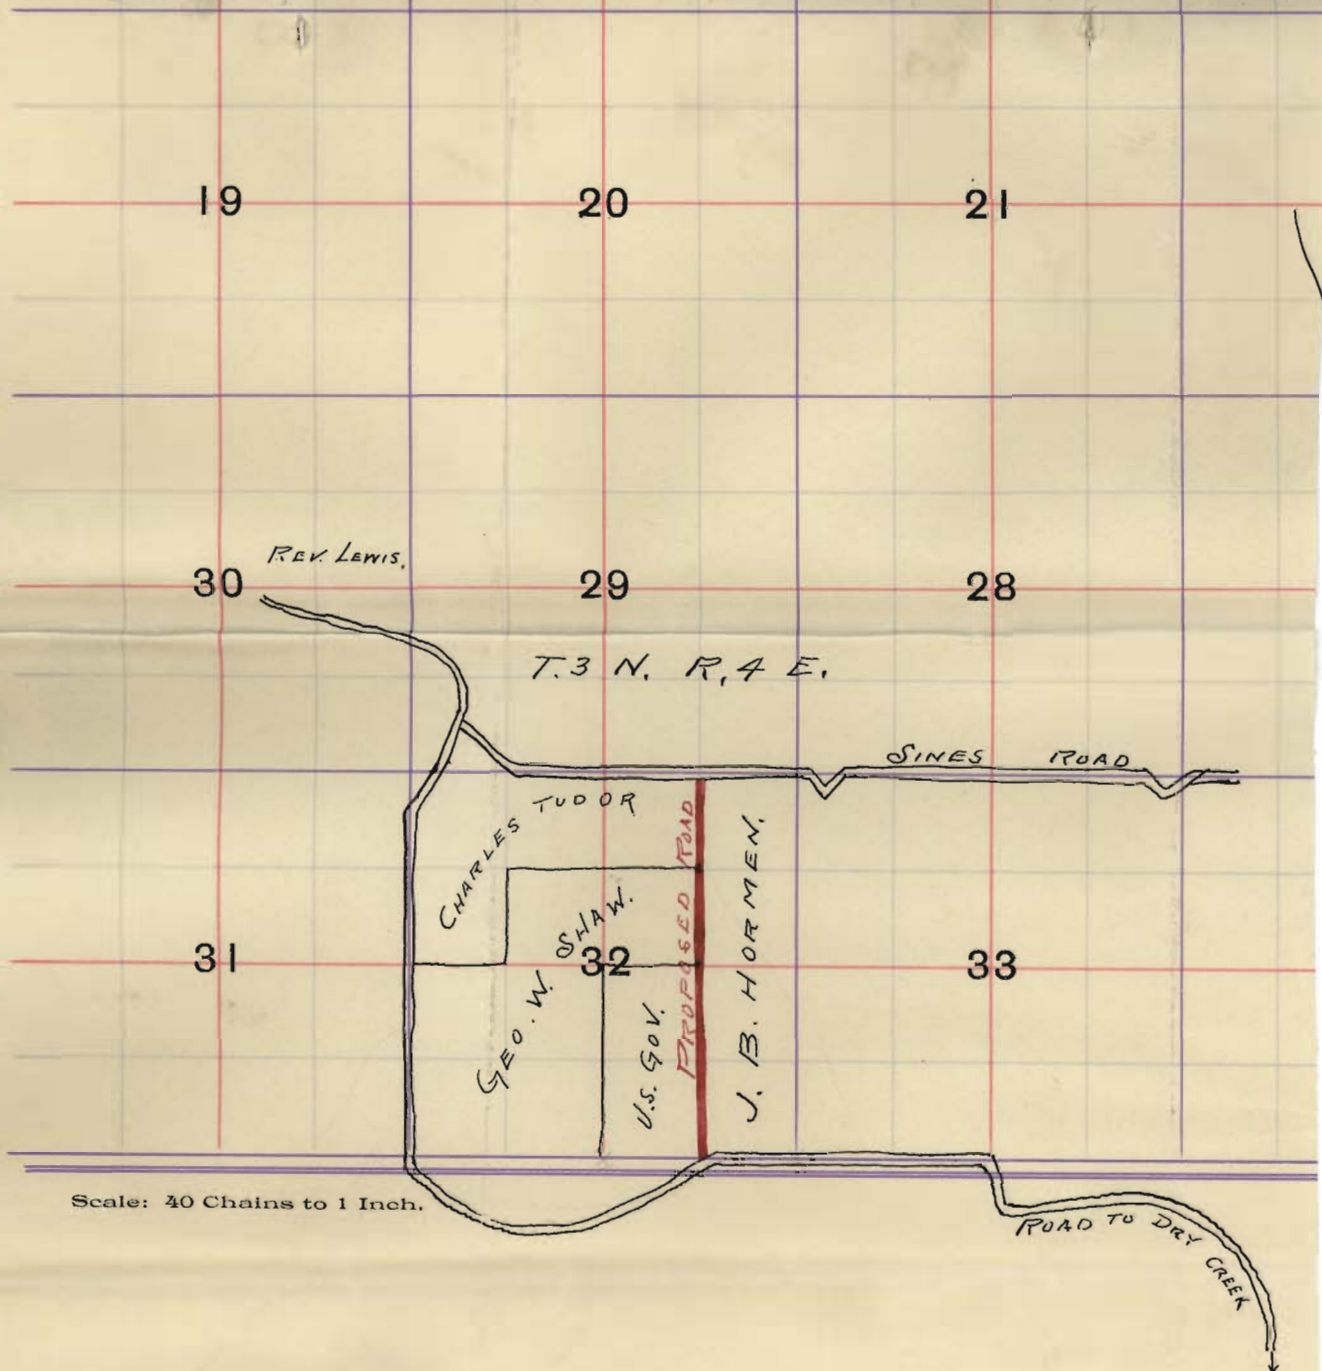 19 20 21
REV. LEWIS.
30 29 28
T.3 N. R.4 E.
SINES ROAD
CHARLES TUDOR
PROPOSED ROAD
J. B. HORMEN.
GEO. W. SHAW.
31 32 33
U.S. GOV.
Scale: 40 Chains to 1 Inch.
ROAD TO DRY CREEK